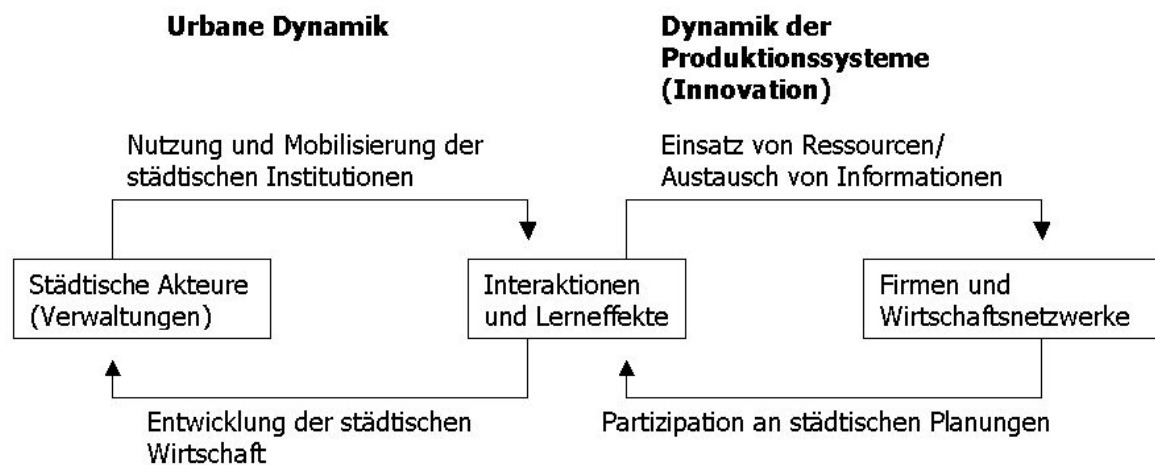 Urbane Dynamik
Dynamik der
Produktionssysteme
(Innovation)
Nutzung und Mobilisierung der
städtischen Institutionen
Einsatz von Ressourcen/
Austausch von Informationen
Städtische Akteure
(Verwaltungen)
Interaktionen
und Lerneffekte
Firmen und
Wirtschaftsnetzwerke
Entwicklung der städtischen
Wirtschaft
Partizipation an städtischen Planungen